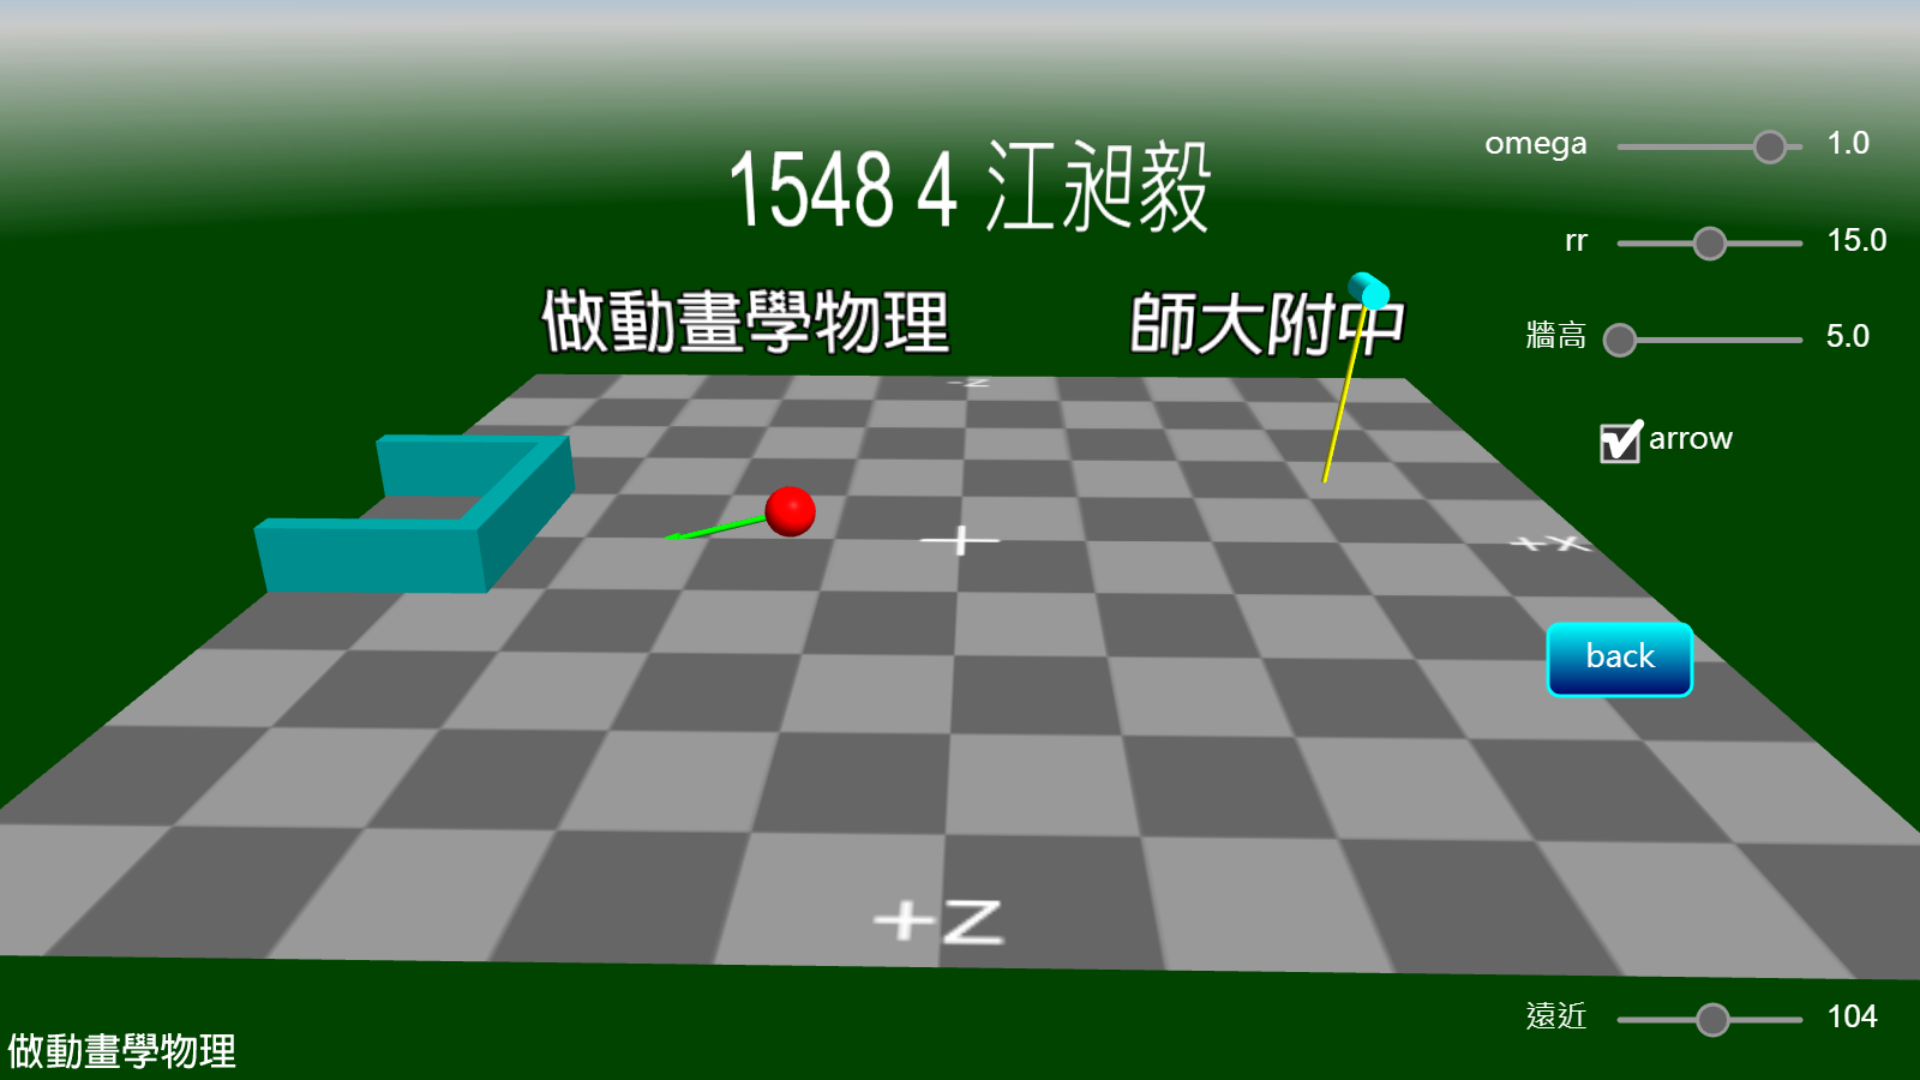 omega 1.0
1548 4 江昶毅
rr 15.0
做動畫學物理 師大附中
牆高 5.0
-Z
arrow
+X
back
+Z
遠近 104
做動畫學物理